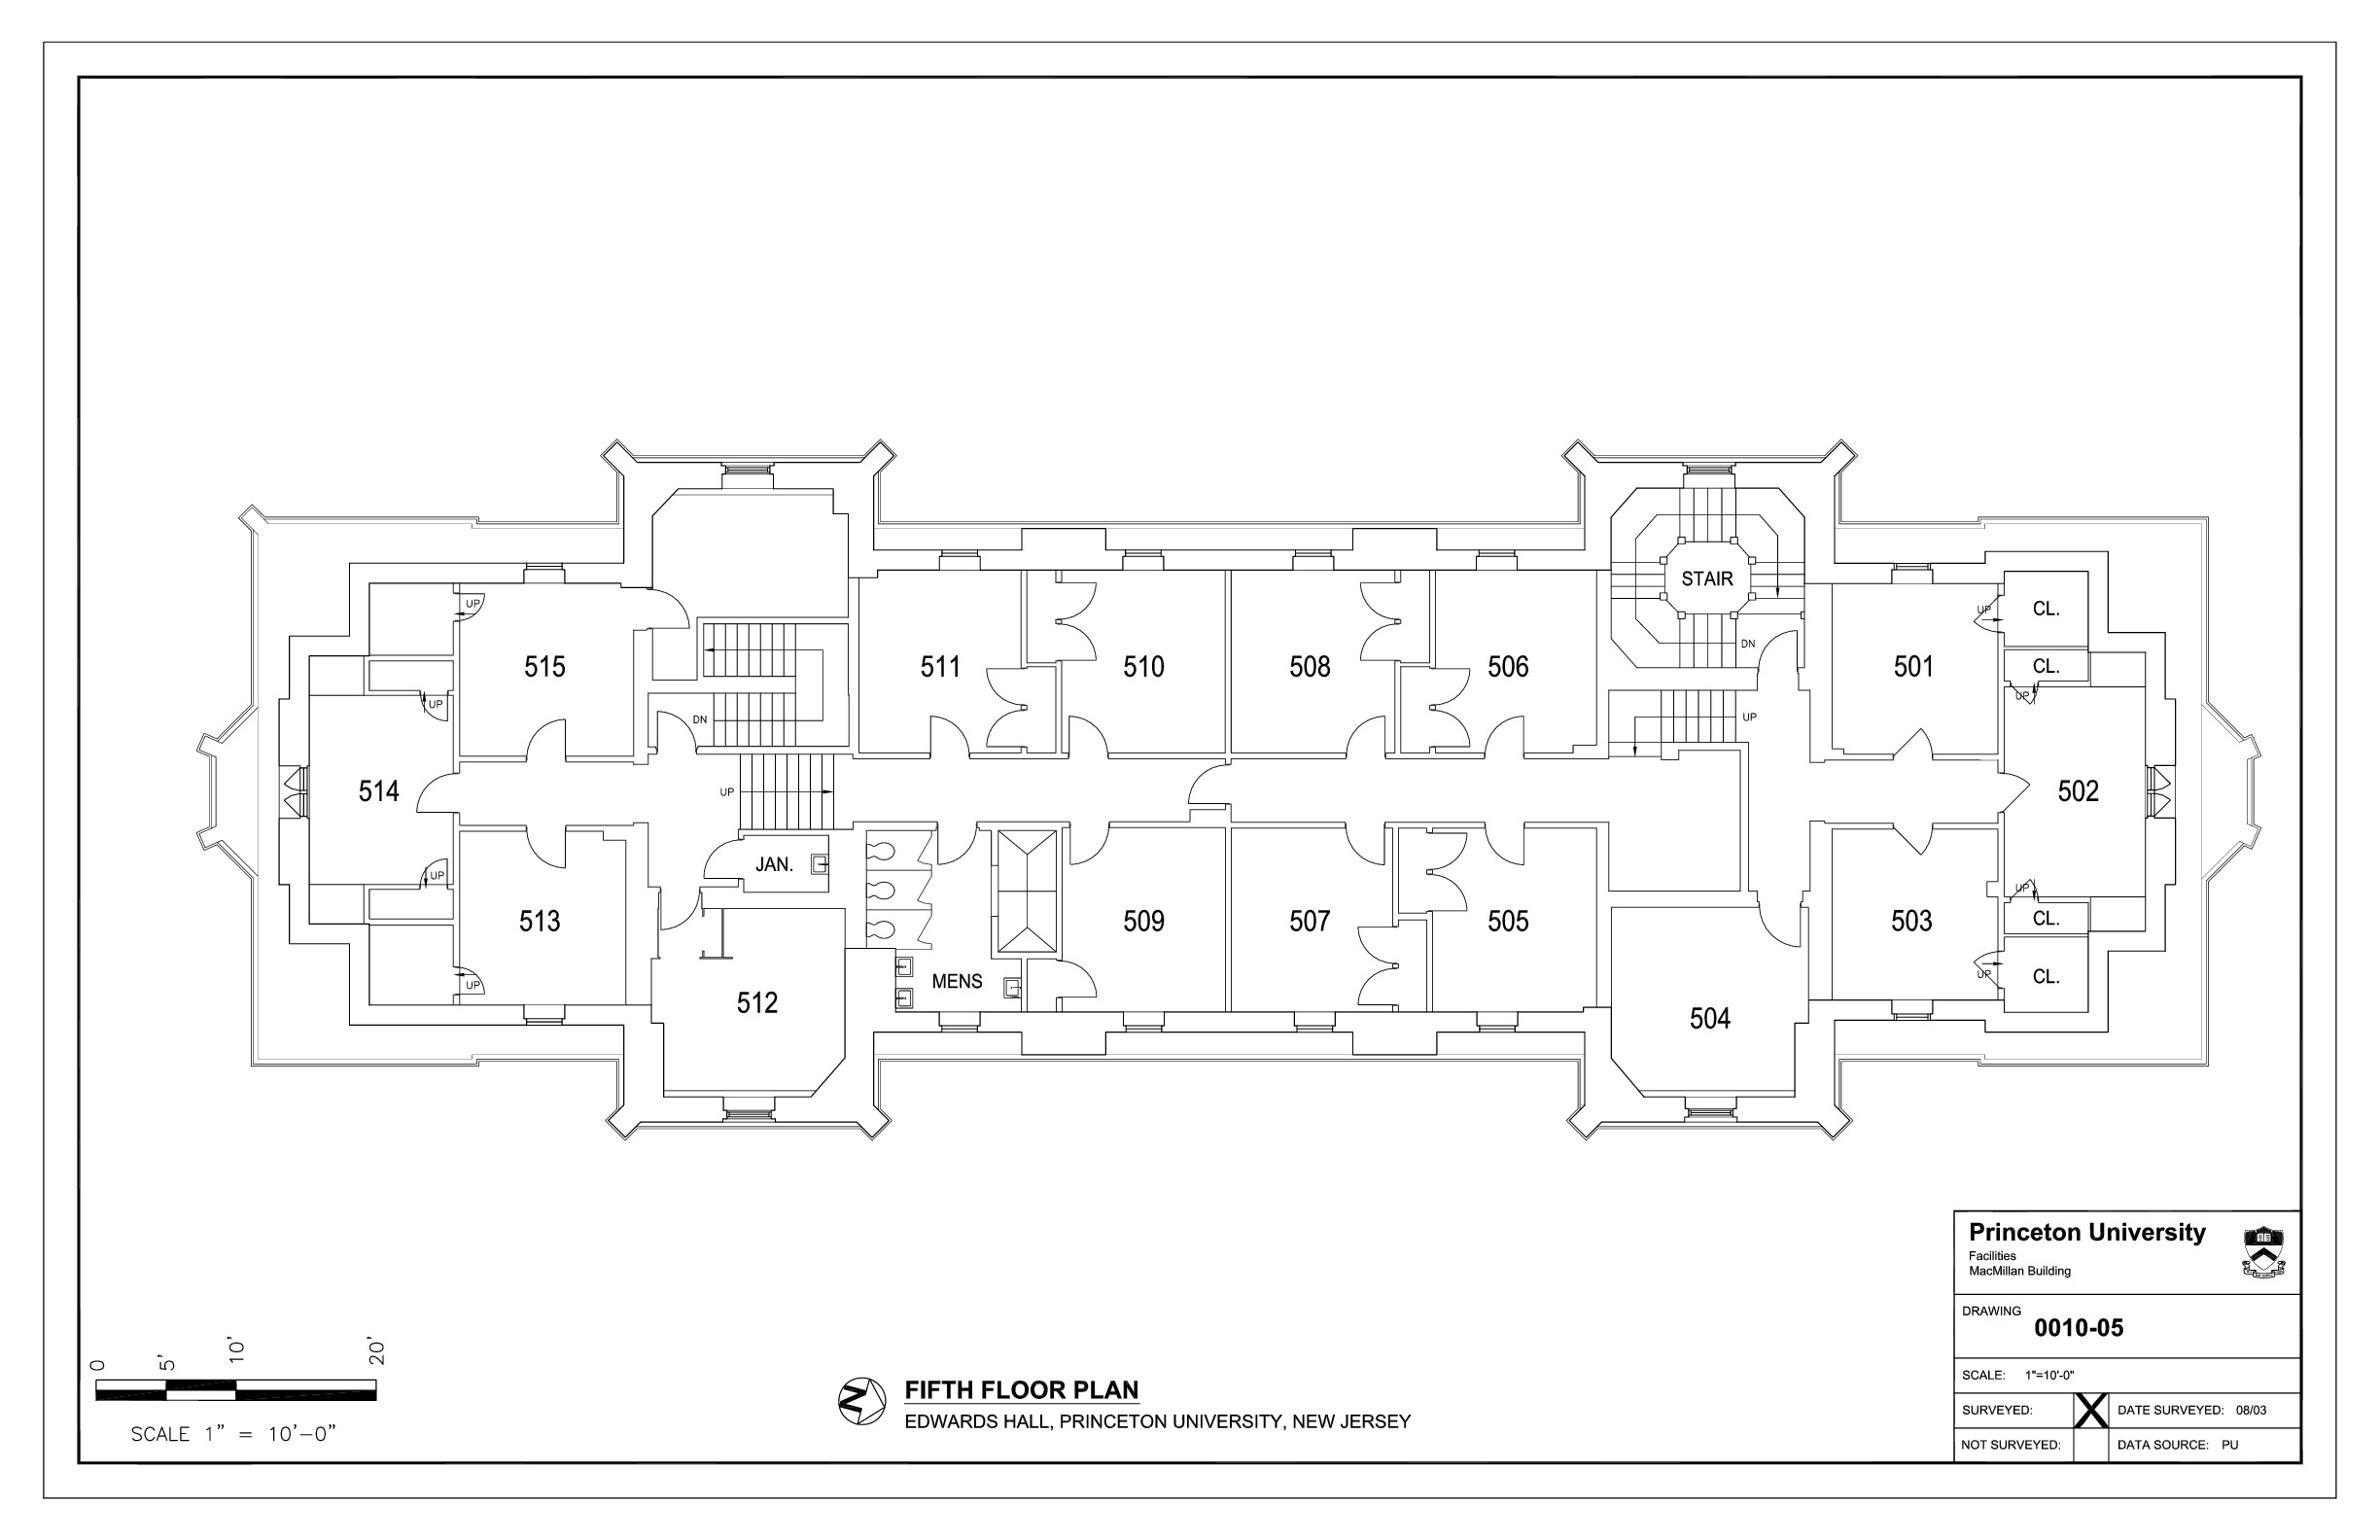 STAIR
CL.
UP
UP
DN
515
511
510
508
506
501
CL.
UP
UP
DN
UP
514
UP
502
JAN.
UP
UP
CL.
513
509
507
505
503
UP
UP
MENS
CL.
512
504
Princeton University
Facilities
MacMillan Building
DRAWING
0010-05
SCALE: 1"=10'-0"
SURVEYED: X DATE SURVEYED: 08/03
NOT SURVEYED: DATA SOURCE: PU
0 5' 10' 20'
SCALE 1" = 10'-0"
N
FIFTH FLOOR PLAN
EDWARDS HALL, PRINCETON UNIVERSITY, NEW JERSEY